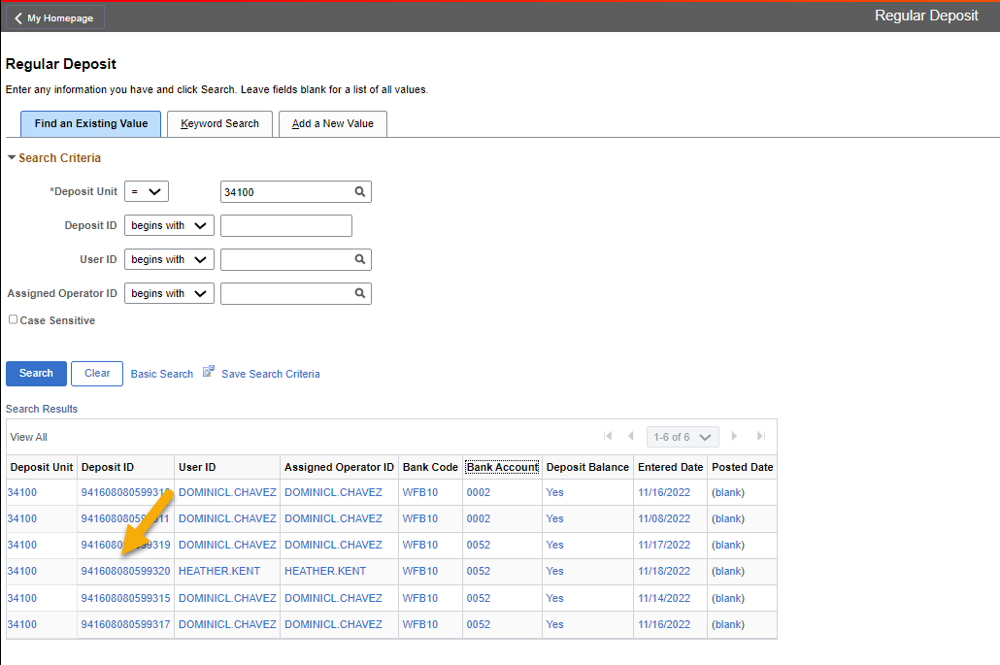 My Homepage
Regular Deposit
Regular Deposit
Enter any information you have and click Search. Leave fields blank for a list of all values.
Find an Existing Value Keyword Search Add a New Value
Search Criteria
*Deposit Unit = 34100
Deposit ID begins with
User ID begins with
Assigned Operator ID begins with
Case Sensitive
Search Clear Basic Search Save Search Criteria
Search Results
View All 1-6 of 6
Deposit Unit Deposit ID User ID Assigned Operator ID Bank Code Bank Account Deposit Balance Entered Date Posted Date
34100 DOMINICL.CHAVEZ DOMINICL.CHAVEZ WFB10 0002 Yes 11/16/2022 (blank)
34100 DOMINICL.CHAVEZ DOMINICL.CHAVEZ WFB10 0002 Yes 11/08/2022 (blank)
34100 DOMINICL.CHAVEZ DOMINICL.CHAVEZ WFB10 0052 Yes 11/17/2022 (blank)
34100 941608080599320 HEATHER.KENT HEATHER.KENT WFB10 0052 Yes 11/18/2022 (blank)
34100 941608080599315 DOMINICL.CHAVEZ DOMINICL.CHAVEZ WFB10 0052 Yes 11/14/2022 (blank)
34100 941608080599317 DOMINICL.CHAVEZ DOMINICL.CHAVEZ WFB10 0052 Yes 11/16/2022 (blank)